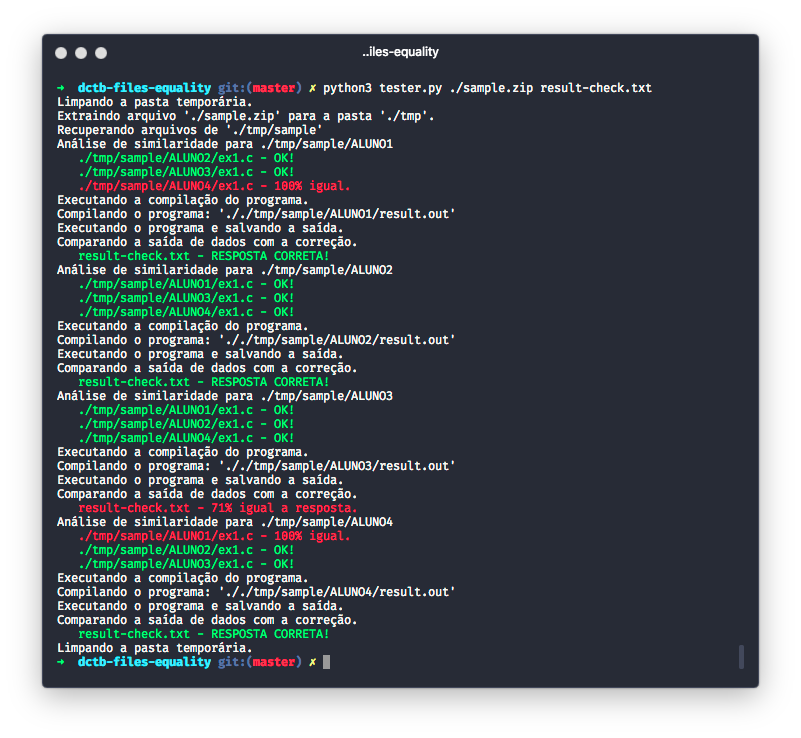 ..iles-equality
➜ dctb-files-equality git:(master) ✗ python3 tester.py ./sample.zip result-check.txt
Limpando a pasta temporária.
Extraindo arquivo './sample.zip' para a pasta './tmp'.
Recuperando arquivos de './tmp/sample'
Análise de similaridade para ./tmp/sample/ALUNO1
./tmp/sample/ALUNO2/ex1.c - OK!
./tmp/sample/ALUNO3/ex1.c - OK!
./tmp/sample/ALUNO4/ex1.c - 100% igual.
Executando a compilação do programa.
Compilando o programa: '././tmp/sample/ALUNO1/result.out'
Executando o programa e salvando a saída.
Comparando a saída de dados com a correção.
result-check.txt - RESPOSTA CORRETA!
Análise de similaridade para ./tmp/sample/ALUNO2
./tmp/sample/ALUNO1/ex1.c - OK!
./tmp/sample/ALUNO3/ex1.c - OK!
./tmp/sample/ALUNO4/ex1.c - OK!
Executando a compilação do programa.
Compilando o programa: '././tmp/sample/ALUNO2/result.out'
Executando o programa e salvando a saída.
Comparando a saída de dados com a correção.
result-check.txt - RESPOSTA CORRETA!
Análise de similaridade para ./tmp/sample/ALUNO3
./tmp/sample/ALUNO1/ex1.c - OK!
./tmp/sample/ALUNO2/ex1.c - OK!
./tmp/sample/ALUNO4/ex1.c - OK!
Executando a compilação do programa.
Compilando o programa: '././tmp/sample/ALUNO3/result.out'
Executando o programa e salvando a saída.
Comparando a saída de dados com a correção.
result-check.txt - 71% igual a resposta.
Análise de similaridade para ./tmp/sample/ALUNO4
./tmp/sample/ALUNO1/ex1.c - 100% igual.
./tmp/sample/ALUNO2/ex1.c - OK!
./tmp/sample/ALUNO3/ex1.c - OK!
Executando a compilação do programa.
Compilando o programa: '././tmp/sample/ALUNO4/result.out'
Executando o programa e salvando a saída.
Comparando a saída de dados com a correção.
result-check.txt - RESPOSTA CORRETA!
Limpando a pasta temporária.
➜ dctb-files-equality git:(master) ✗